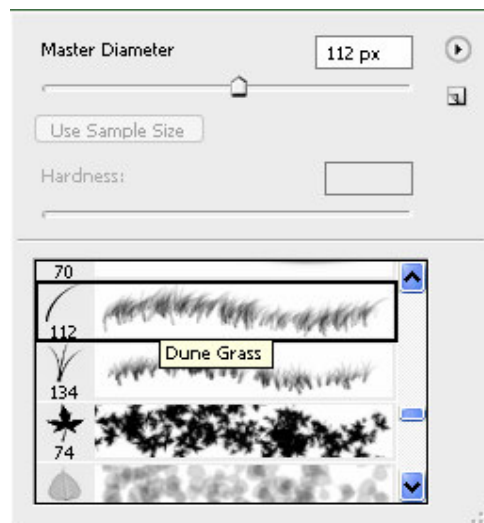 Master Diameter 112 px
Use Sample Size
Hardness:
70
112
Dune Grass
134
74